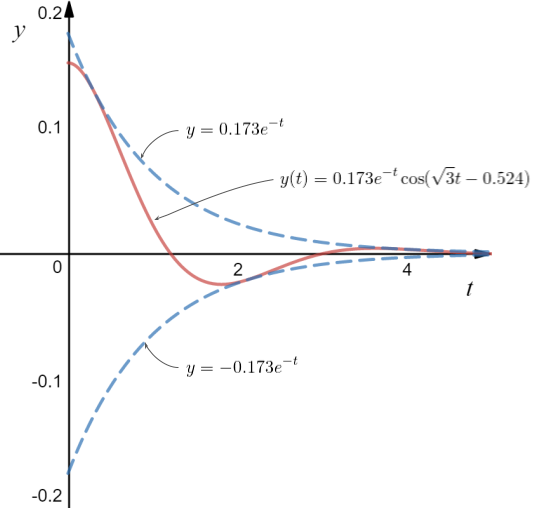 0.2
y
0.1
y = 0.173e^{-t}
y(t) = 0.173e^{-t} cos(√3t − 0.524)
0
2
4
t
-0.1
y = −0.173e^{-t}
-0.2